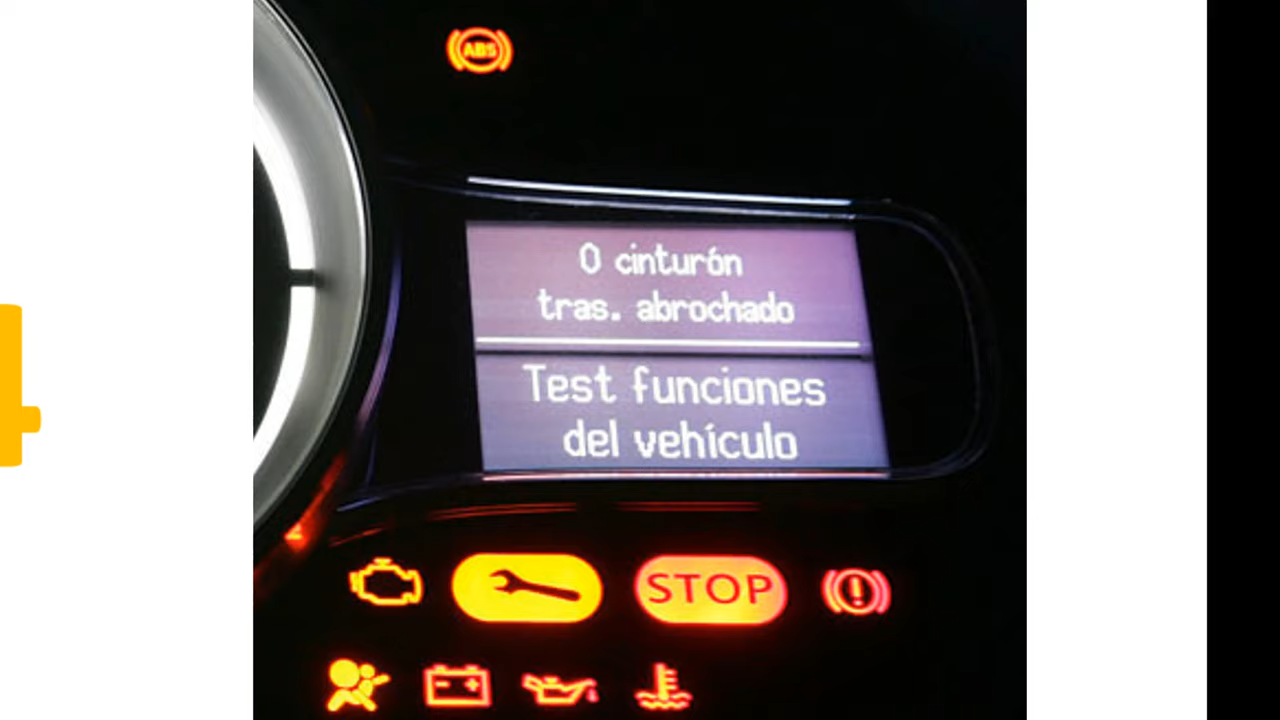 ABS
0 cinturón
tras. abrochado
Test funciones
del vehículo
STOP